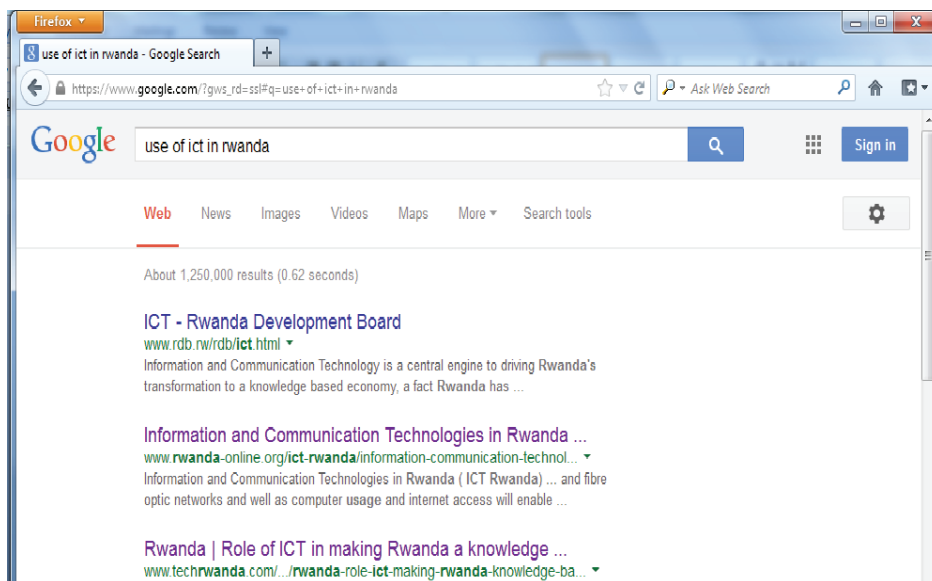 Firefox
use of ict in rwanda - Google Search
https://www.google.com/?gws_rd=ssl#q=use+of+ict+in+rwanda
Ask Web Search
Google
use of ict in rwanda
Sign in
Web News Images Videos Maps More Search tools
About 1,250,000 results (0.62 seconds)
ICT - Rwanda Development Board
www.rdb.rw/rdb/ict.html
Information and Communication Technology is a central engine to driving Rwanda's
transformation to a knowledge based economy, a fact Rwanda has ...
Information and Communication Technologies in Rwanda ...
www.rwanda-online.org/ict-rwanda/information-communication-technol...
Information and Communication Technologies in Rwanda ( ICT Rwanda) ... and fibre
optic networks and well as computer usage and internet access will enable ...
Rwanda | Role of ICT in making Rwanda a knowledge ...
www.techrwanda.com/.../rwanda-role-ict-making-rwanda-knowledge-ba...